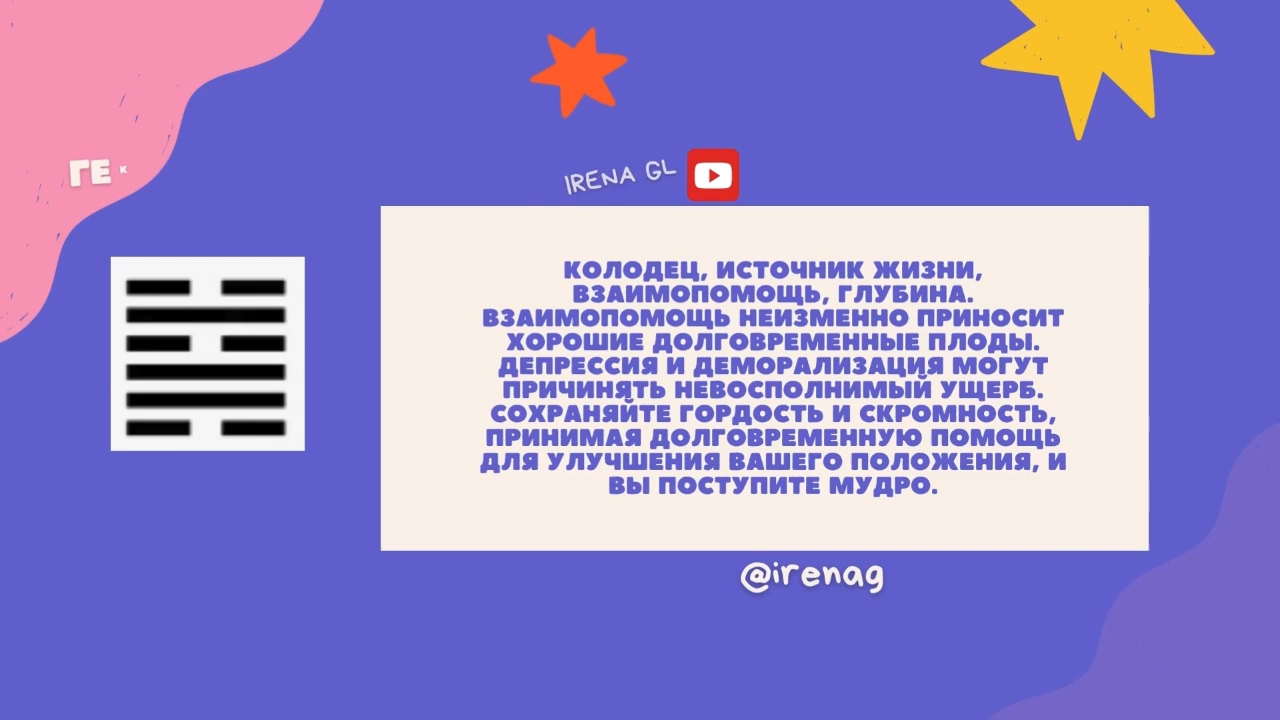 ГЕ К
IRENA GL
КОЛОДЕЦ, ИСТОЧНИК ЖИЗНИ,
ВЗАИМОПОМОЩЬ, ГЛУБИНА.
ВЗАИМОПОМОЩЬ НЕИЗМЕННО ПРИНОСИТ
ХОРОШИЕ ДОЛГОВРЕМЕННЫЕ ПЛОДЫ.
ДЕПРЕССИЯ И ДЕМОРАЛИЗАЦИЯ МОГУТ
ПРИЧИНЯТЬ НЕВОСПОЛНИМЫЙ УЩЕРБ.
СОХРАНЯЙТЕ ГОРДОСТЬ И СКРОМНОСТЬ,
ПРИНИМАЯ ДОЛГОВРЕМЕННУЮ ПОМОЩЬ
ДЛЯ УЛУЧШЕНИЯ ВАШЕГО ПОЛОЖЕНИЯ, И
ВЫ ПОСТУПИТЕ МУДРО.
@irenag